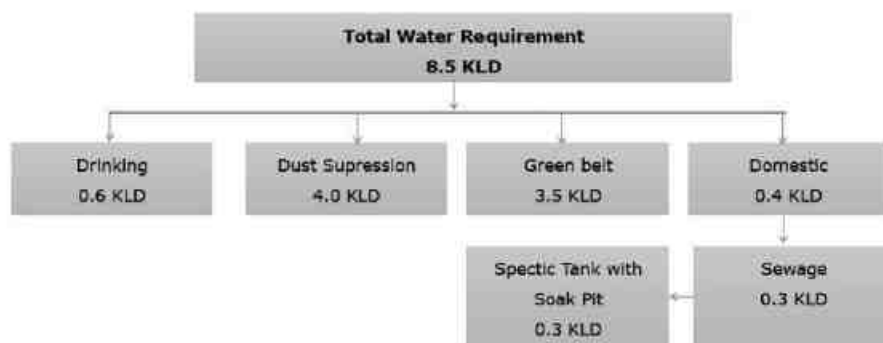 Total Water Requirement
8.5 KLD
Drinking
0.6 KLD
Dust Supression
4.0 KLD
Green belt
3.5 KLD
Domestic
0.4 KLD
Spectic Tank with
Soak Pit
0.3 KLD
Sewage
0.3 KLD